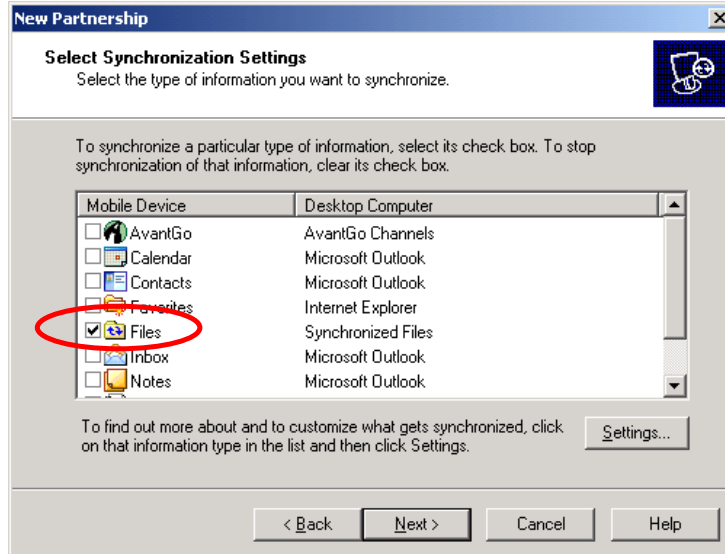 New Partnership
Select Synchronization Settings
Select the type of information you want to synchronize.
To synchronize a particular type of information, select its check box. To stop
synchronization of that information, clear its check box.
Mobile Device Desktop Computer
AvantGo AvantGo Channels
Calendar Microsoft Outlook
Contacts Microsoft Outlook
Favorites Internet Explorer
Files Synchronized Files
Inbox Microsoft Outlook
Notes Microsoft Outlook
To find out more about and to customize what gets synchronized, click
on that information type in the list and then click Settings.
Settings...
< Back Next > Cancel Help